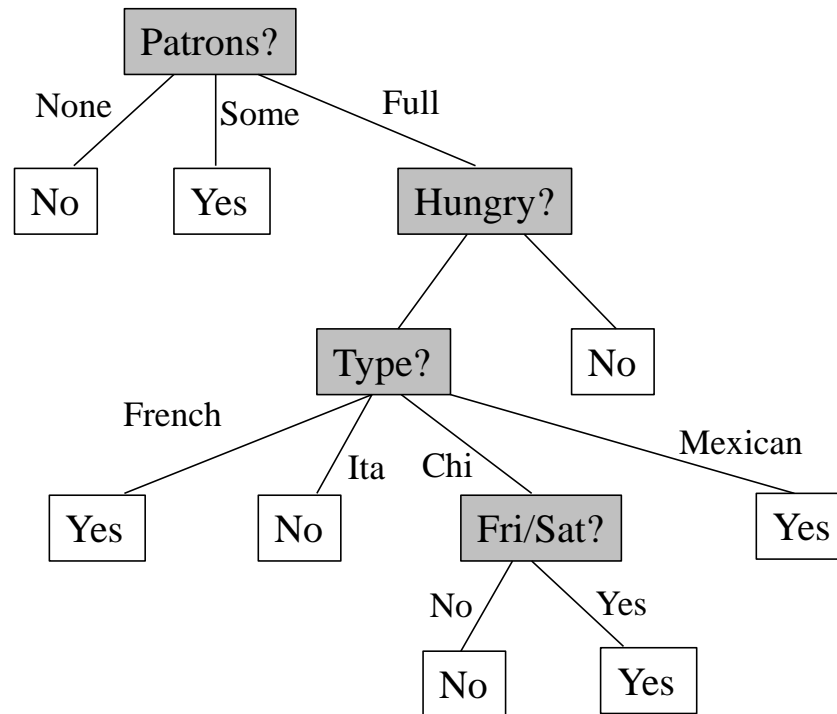 Patrons?
None
Some
Full
No
Yes
Hungry?
Type?
No
French
Ita
Chi
Mexican
Yes
No
Fri/Sat?
Yes
No
Yes
No
Yes